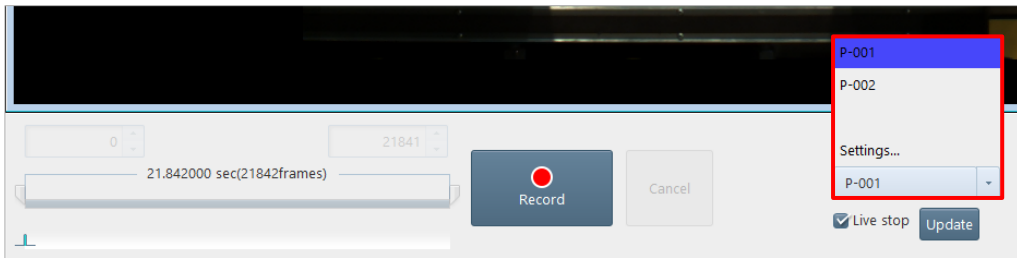 P-001
P-002
Settings...
P-001
0
21841
21.842000 sec(21842frames)
Record
Cancel
Live stop
Update